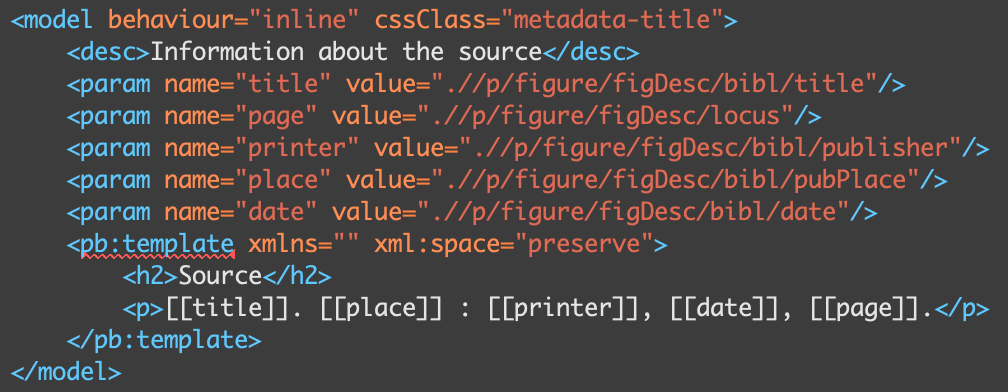 <model behaviour="inline" cssClass="metadata-title">
    <desc>Information about the source</desc>
    <param name="title" value=".//p/figure/figDesc/bibl/title"/>
    <param name="page" value=".//p/figure/figDesc/locus"/>
    <param name="printer" value=".//p/figure/figDesc/bibl/publisher"/>
    <param name="place" value=".//p/figure/figDesc/bibl/pubPlace"/>
    <param name="date" value=".//p/figure/figDesc/bibl/date"/>
    <pb:template xmlns="" xml:space="preserve">
        <h2>Source</h2>
        <p>[[title]]. [[place]] : [[printer]], [[date]], [[page]].</p>
    </pb:template>
</model>